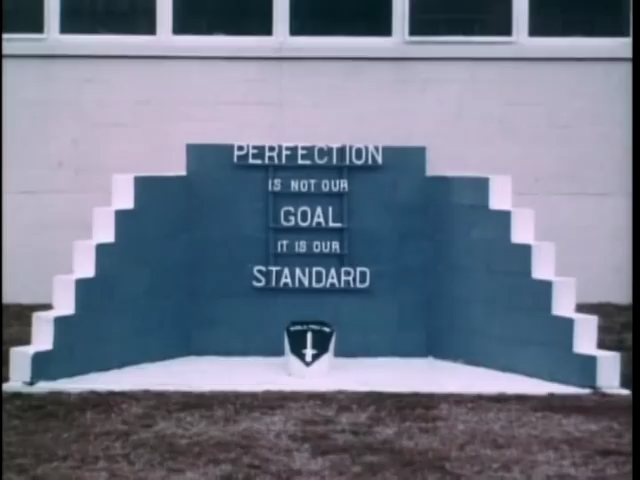 PERFECTION
IS NOT OUR
GOAL
IT IS OUR
STANDARD